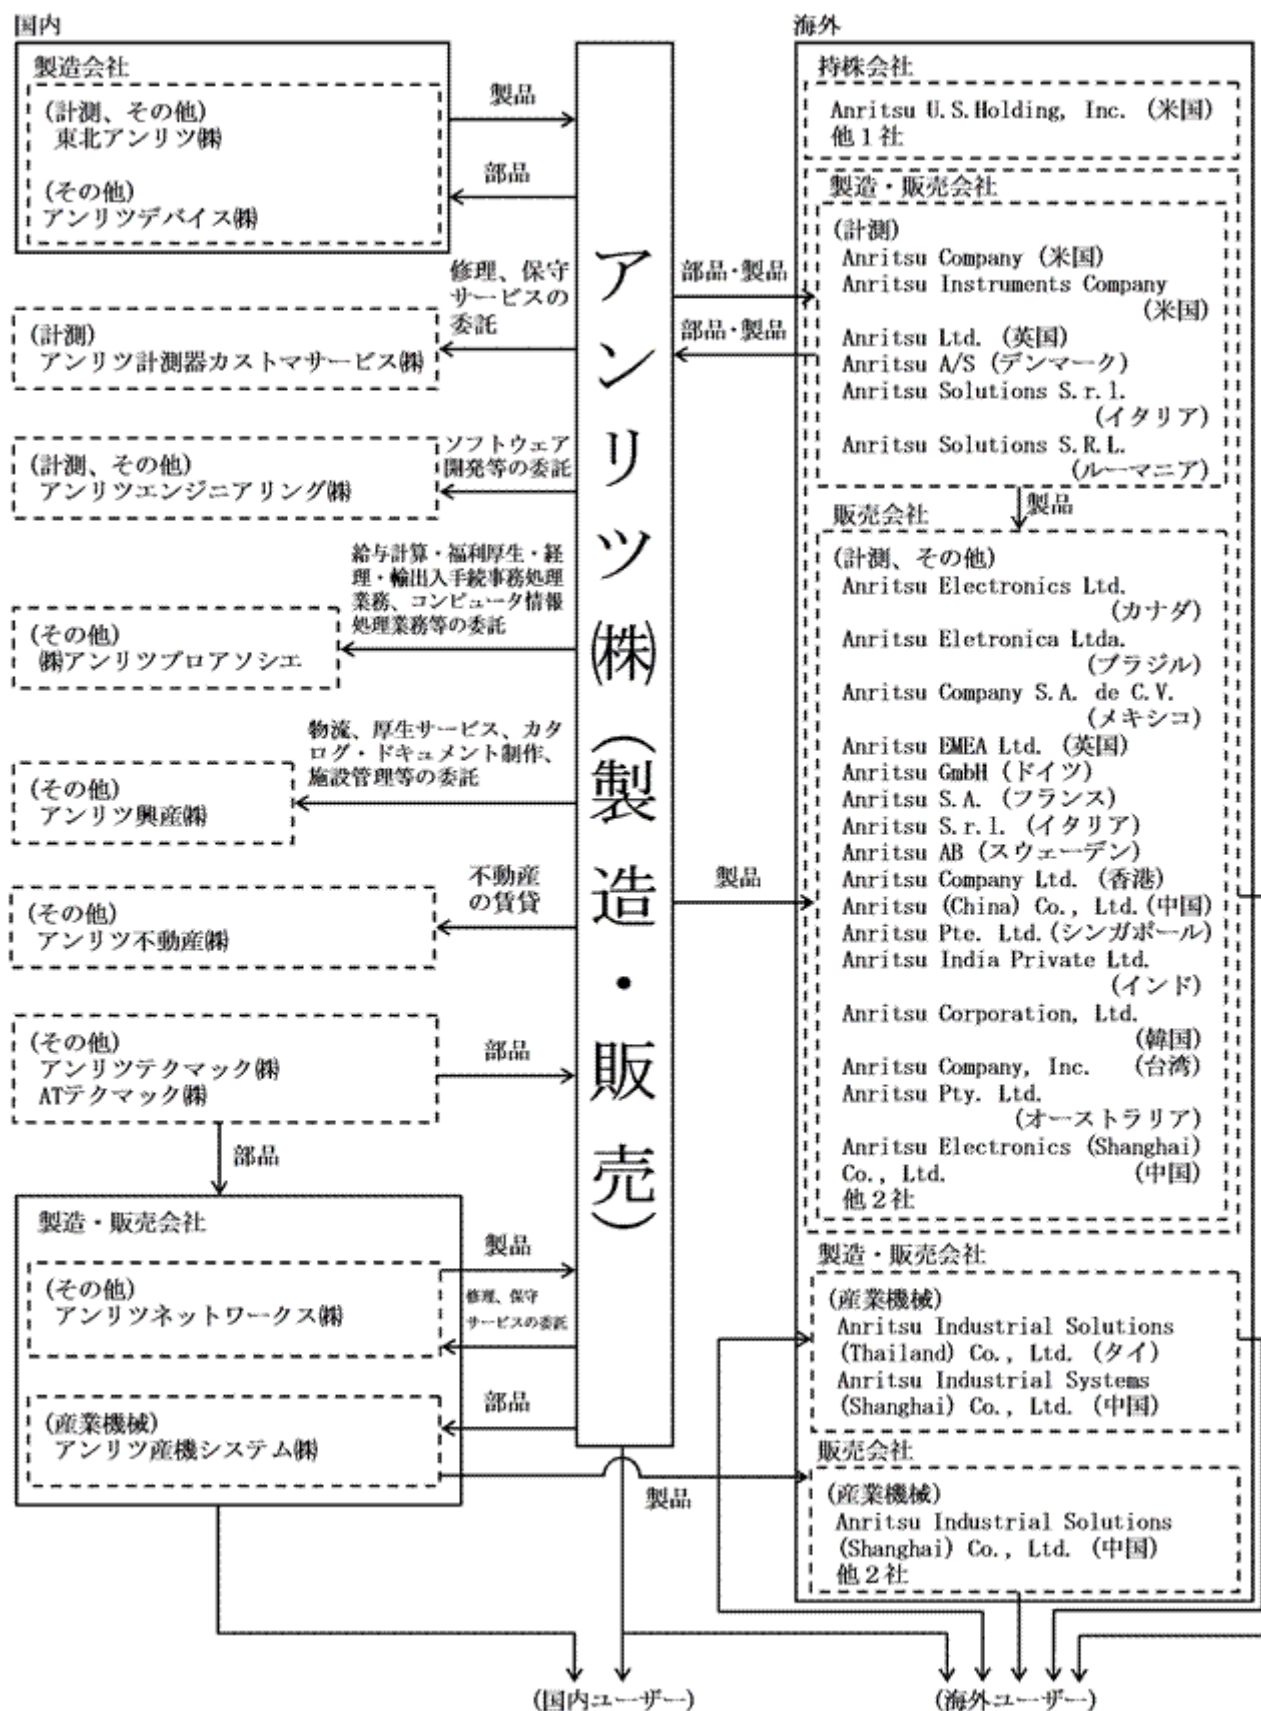 国内
製造会社
(計測、その他)
東北アンリツ㈱
(その他)
アンリツデバイス㈱
製品
部品
修理、保守
サービスの
委託
(計測)
アンリツ計測器カストマサービス㈱
ソフトウェア
開発等の委託
(計測、その他)
アンリツエンジニアリング㈱
給与計算・福利厚生・経
理・輸出入手続事務処理
業務、コンピュータ情報
処理業務等の委託
(その他)
㈱アンリツプロアソシエ
物流、厚生サービス、カタ
ログ・ドキュメント制作、
施設管理等の委託
(その他)
アンリツ興産㈱
不動産
の賃貸
(その他)
アンリツ不動産㈱
(その他)
アンリツテクマック㈱
ATテクマック㈱
部品
部品
製造・販売会社
(その他)
アンリツネットワークス㈱
製品
修理、保守
サービスの委託
(産業機械)
アンリツ産機システム㈱
部品
製品
アンリツ㈱(製造・販売)
部品・製品
部品・製品
製品
海外
持株会社
Anritsu U.S.Holding, Inc. (米国)
他1社
製造・販売会社
(計測)
Anritsu Company (米国)
Anritsu Instruments Company
(米国)
Anritsu Ltd. (英国)
Anritsu A/S (デンマーク)
Anritsu Solutions S.r.l.
(イタリア)
Anritsu Solutions S.R.L.
(ルーマニア)
製品
販売会社
(計測、その他)
Anritsu Electronics Ltd.
(カナダ)
Anritsu Eletronica Ltda.
(ブラジル)
Anritsu Company S.A. de C.V.
(メキシコ)
Anritsu EMEA Ltd. (英国)
Anritsu GmbH (ドイツ)
Anritsu S.A. (フランス)
Anritsu S.r.l. (イタリア)
Anritsu AB (スウェーデン)
Anritsu Company Ltd. (香港)
Anritsu (China) Co., Ltd. (中国)
Anritsu Pte. Ltd. (シンガポール)
Anritsu India Private Ltd.
(インド)
Anritsu Corporation, Ltd.
(韓国)
Anritsu Company, Inc. (台湾)
Anritsu Pty. Ltd.
(オーストラリア)
Anritsu Electronics (Shanghai)
Co., Ltd. (中国)
他2社
製造・販売会社
(産業機械)
Anritsu Industrial Solutions
(Thailand) Co., Ltd. (タイ)
Anritsu Industrial Systems
(Shanghai) Co., Ltd. (中国)
販売会社
(産業機械)
Anritsu Industrial Solutions
(Shanghai) Co., Ltd. (中国)
他2社
(国内ユーザー)
(海外ユーザー)